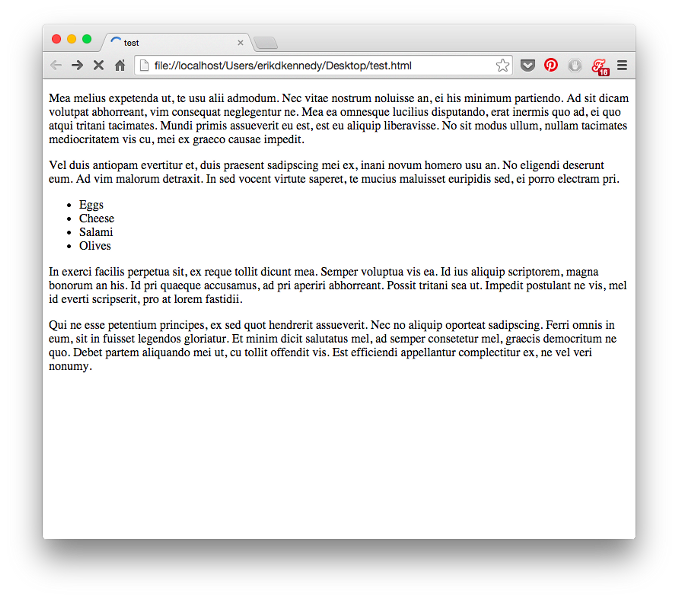 test
file://localhost/Users/erikdkennedy/Desktop/test.html
16
Mea melius expetenda ut, te usu alii admodum. Nec vitae nostrum noluisse an, ei his minimum partiendo. Ad sit dicam
volutpat abhorreant, vim consequat neglegentur ne. Mea ea omnesque lucilius disputando, erat inermis quo ad, ei quo
atqui tritani tacimates. Mundi primis assueverit eu est, est eu aliquip liberavisse. No sit modus ullum, nullam tacimates
mediocritatem vis cu, mei ex graeco causae impedit.
Vel duis antiopam evertitur et, duis praesent sadipscing mei ex, inani novum homero usu an. No eligendi deserunt
eum. Ad vim malorum detraxit. In sed vocent virtute saperet, te mucius maluisset euripidis sed, ei porro electram pri.
• Eggs
• Cheese
• Salami
• Olives
In exerci facilis perpetua sit, ex reque tollit dicunt mea. Semper voluptua vis ea. Id ius aliquip scriptorem, magna
bonorum an his. Id pri quaeque accusamus, ad pri aperiri abhorreant. Possit tritani sea ut. Impedit postulant ne vis, mel
id everti scripserit, pro at lorem fastidii.
Qui ne esse petentium principes, ex sed quot hendrerit assueverit. Nec no aliquip oporteat sadipscing. Ferri omnis in
eum, sit in fuisset legendos gloriatur. Et minim dicit salutatus mel, ad semper consetetur mel, graecis democritum ne
quo. Debet partem aliquando mei ut, cu tollit offendit vis. Est efficiendi appellantur complectitur ex, ne vel veri
nonumy.